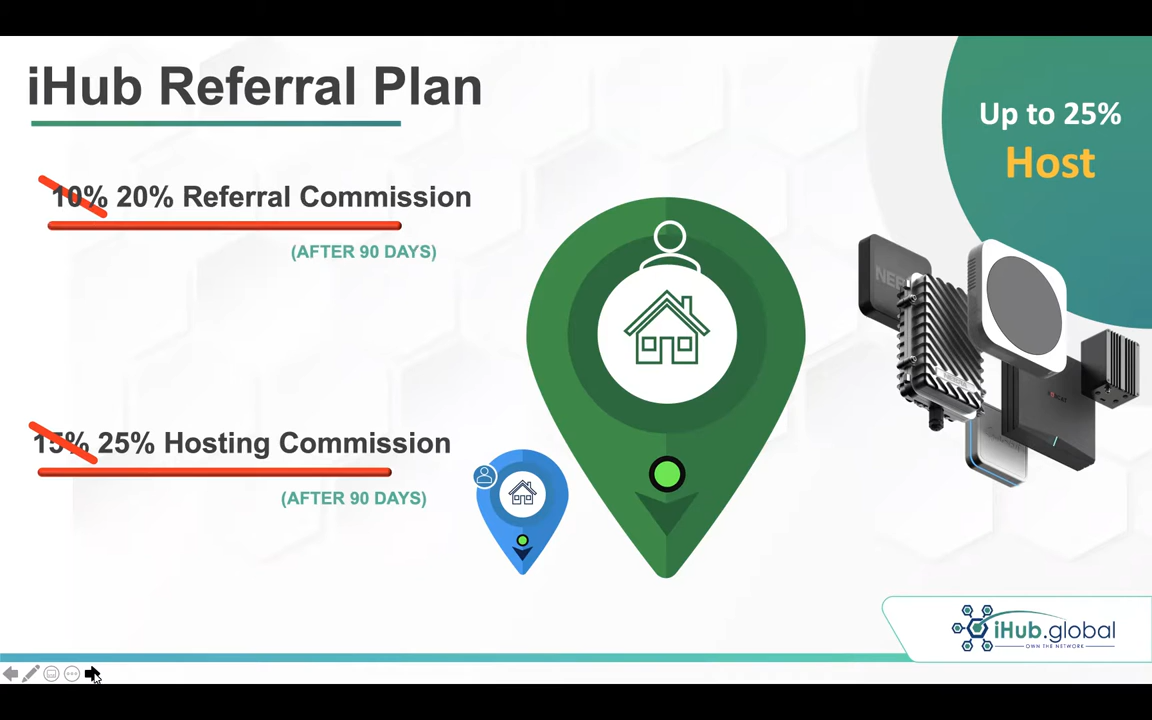 iHub Referral Plan
Up to 25%
Host
10% 20% Referral Commission
(AFTER 90 DAYS)
15% 25% Hosting Commission
(AFTER 90 DAYS)
iHub.global
OWN THE NETWORK